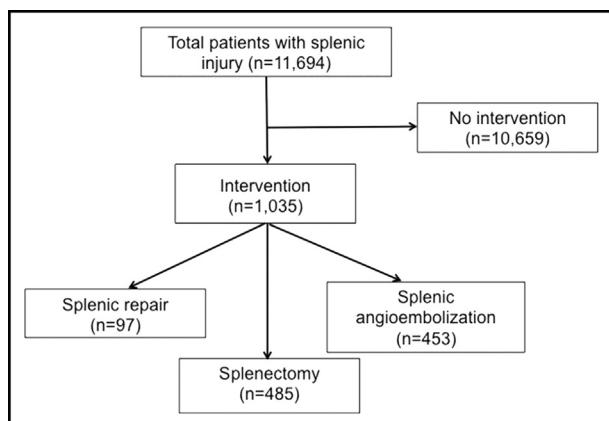 Total patients with splenic
injury (n=11,694)
No intervention
(n=10,659)
Intervention
(n=1,035)
Splenic repair
(n=97)
Splenic
angioembolization
(n=453)
Splenectomy
(n=485)